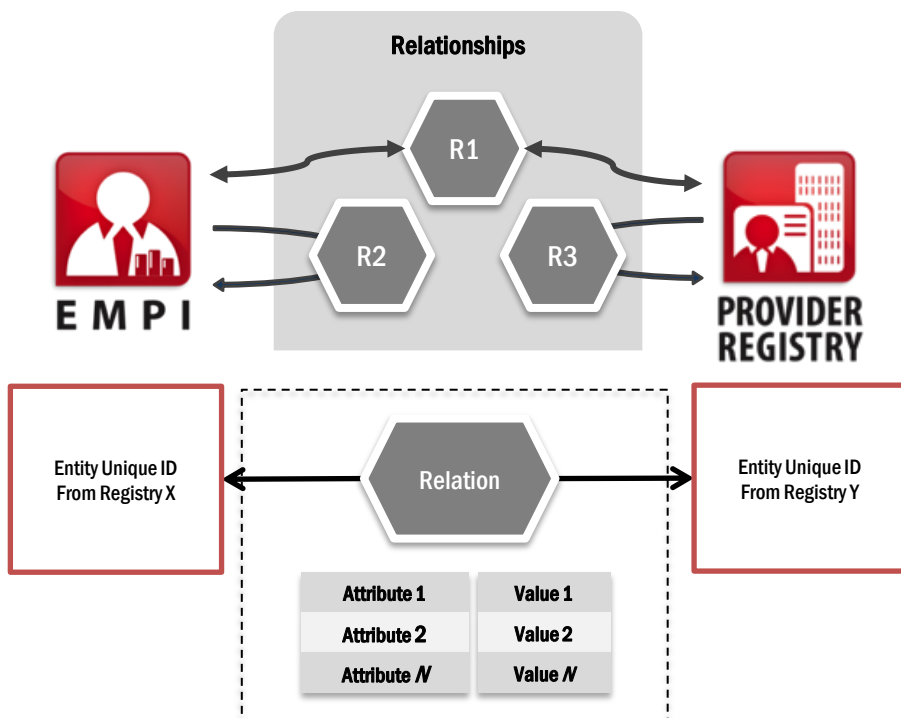 Relationships
R1
R2
R3
EMPI
PROVIDER
REGISTRY
Entity Unique ID
From Registry X
Relation
Entity Unique ID
From Registry Y
Attribute 1 Value 1
Attribute 2 Value 2
Attribute N Value N